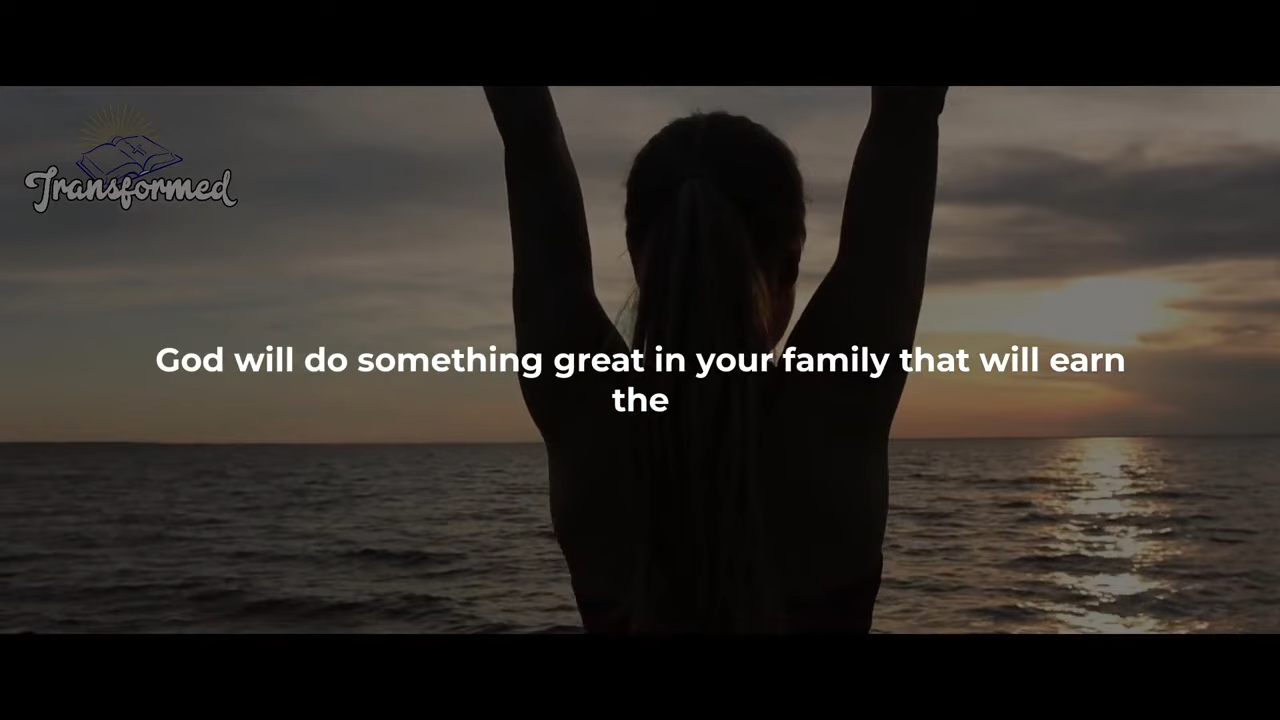 Transformed
God will do something great in your family that will earn
the